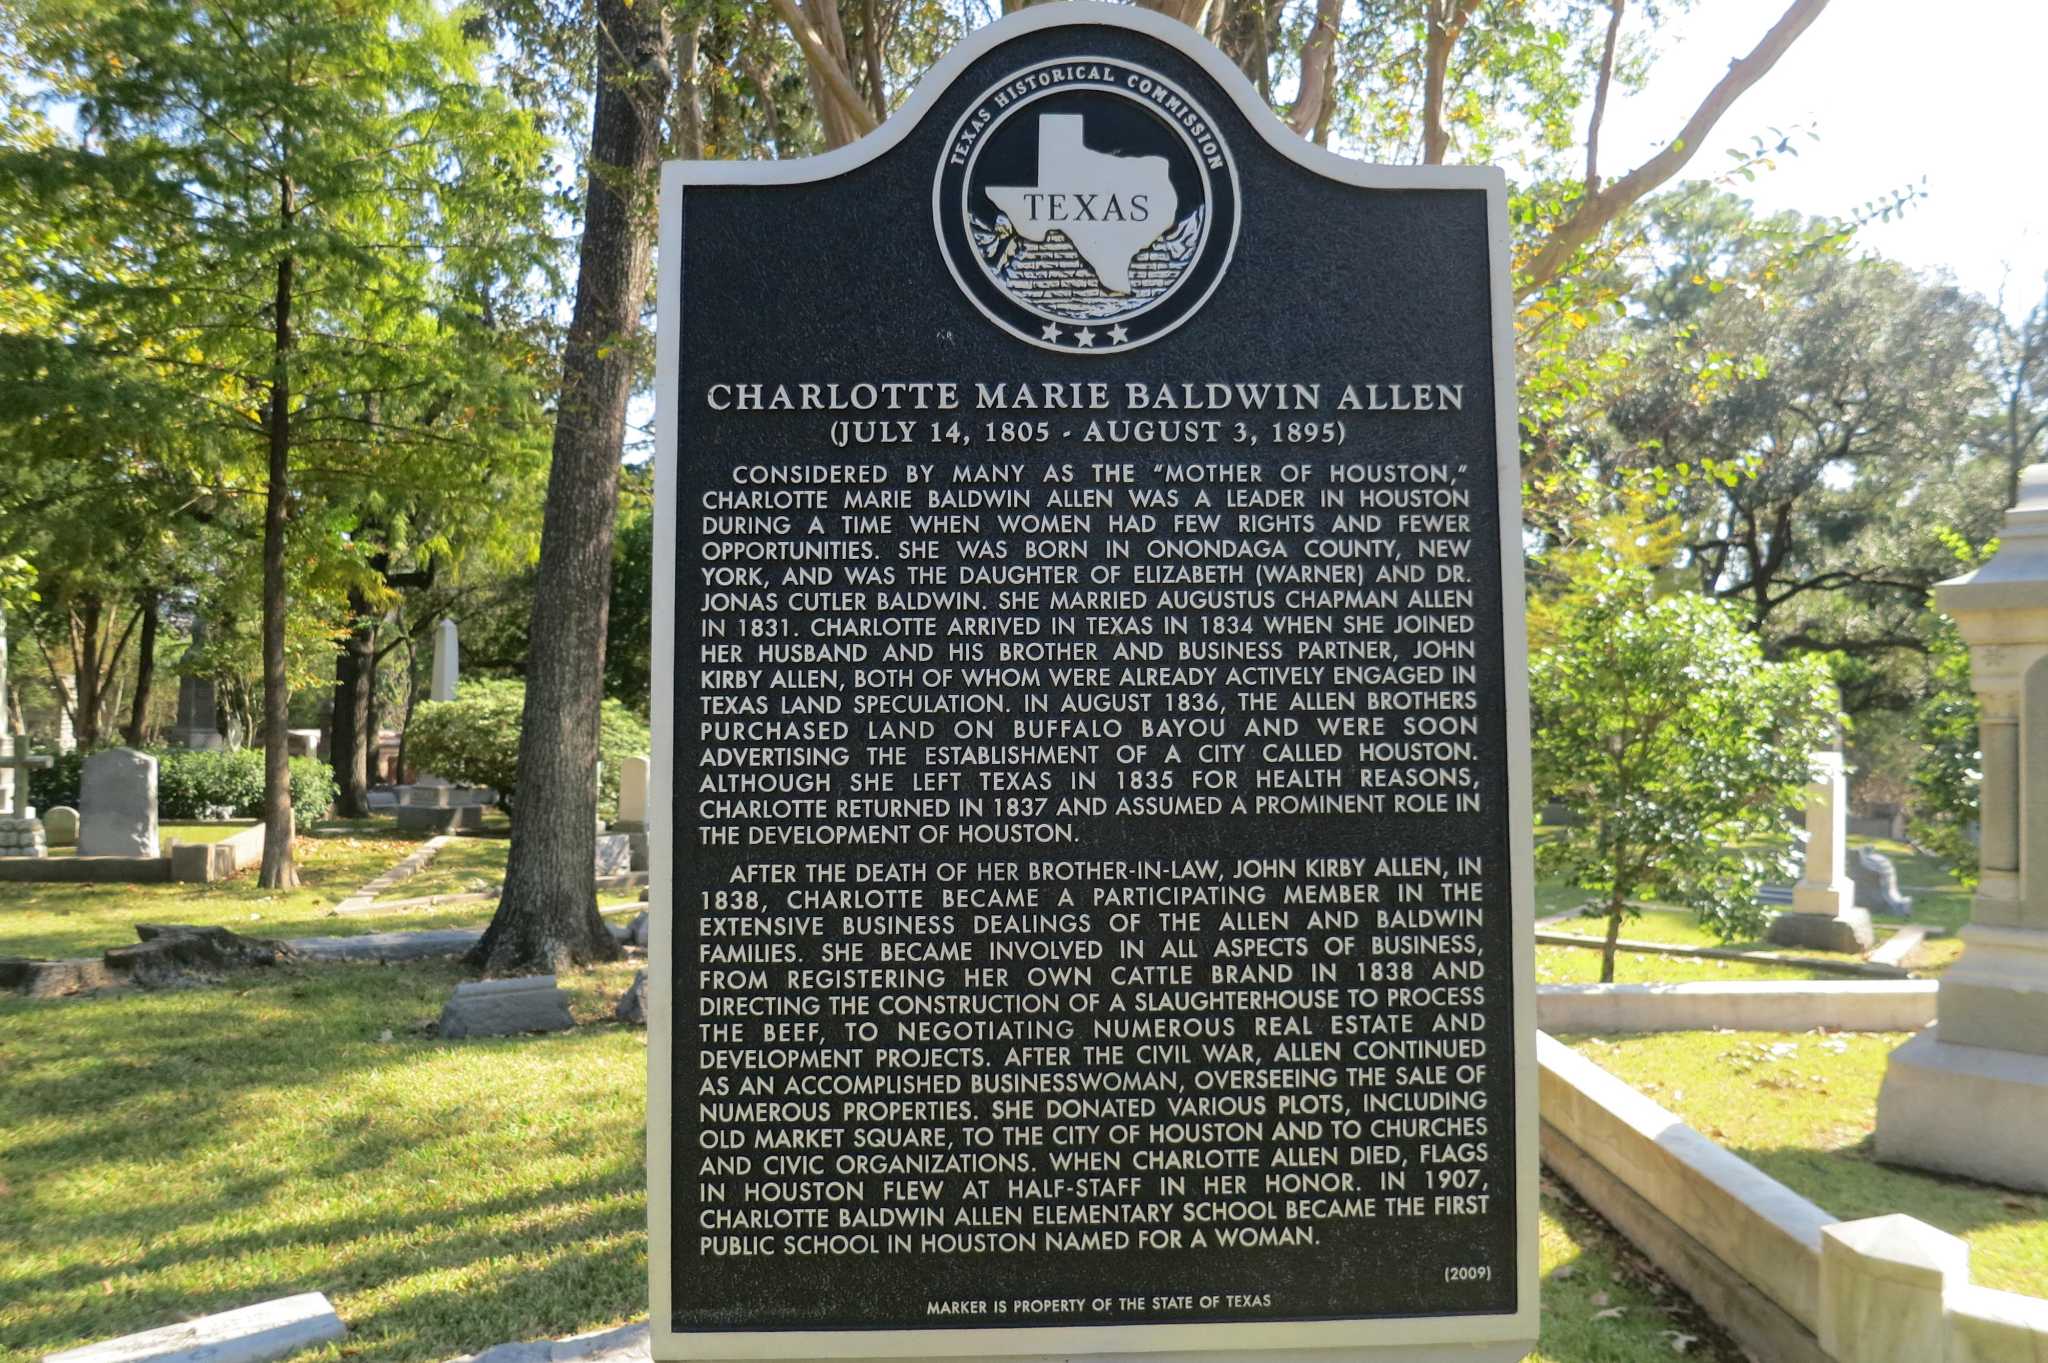 TEXAS HISTORICAL COMMISSION
TEXAS
CHARLOTTE MARIE BALDWIN ALLEN
(JULY 14, 1805 - AUGUST 3, 1895)
CONSIDERED BY MANY AS THE "MOTHER OF HOUSTON,"
CHARLOTTE MARIE BALDWIN ALLEN WAS A LEADER IN HOUSTON
DURING A TIME WHEN WOMEN HAD FEW RIGHTS AND FEWER
OPPORTUNITIES. SHE WAS BORN IN ONONDAGA COUNTY, NEW
YORK, AND WAS THE DAUGHTER OF ELIZABETH (WARNER) AND DR.
JONAS CUTLER BALDWIN. SHE MARRIED AUGUSTUS CHAPMAN ALLEN
IN 1831. CHARLOTTE ARRIVED IN TEXAS IN 1834 WHEN SHE JOINED
HER HUSBAND AND HIS BROTHER AND BUSINESS PARTNER, JOHN
KIRBY ALLEN, BOTH OF WHOM WERE ALREADY ACTIVELY ENGAGED IN
TEXAS LAND SPECULATION. IN AUGUST 1836, THE ALLEN BROTHERS
PURCHASED LAND ON BUFFALO BAYOU AND WERE SOON
ADVERTISING THE ESTABLISHMENT OF A CITY CALLED HOUSTON.
ALTHOUGH SHE LEFT TEXAS IN 1835 FOR HEALTH REASONS,
CHARLOTTE RETURNED IN 1837 AND ASSUMED A PROMINENT ROLE IN
THE DEVELOPMENT OF HOUSTON.
AFTER THE DEATH OF HER BROTHER-IN-LAW, JOHN KIRBY ALLEN, IN
1838, CHARLOTTE BECAME A PARTICIPATING MEMBER IN THE
EXTENSIVE BUSINESS DEALINGS OF THE ALLEN AND BALDWIN
FAMILIES. SHE BECAME INVOLVED IN ALL ASPECTS OF BUSINESS,
FROM REGISTERING HER OWN CATTLE BRAND IN 1838 AND
DIRECTING THE CONSTRUCTION OF A SLAUGHTERHOUSE TO PROCESS
THE BEEF, TO NEGOTIATING NUMEROUS REAL ESTATE AND
DEVELOPMENT PROJECTS. AFTER THE CIVIL WAR, ALLEN CONTINUED
AS AN ACCOMPLISHED BUSINESSWOMAN, OVERSEEING THE SALE OF
NUMEROUS PROPERTIES. SHE DONATED VARIOUS PLOTS, INCLUDING
OLD MARKET SQUARE, TO THE CITY OF HOUSTON AND TO CHURCHES
AND CIVIC ORGANIZATIONS. WHEN CHARLOTTE ALLEN DIED, FLAGS
IN HOUSTON FLEW AT HALF-STAFF IN HER HONOR. IN 1907,
CHARLOTTE BALDWIN ALLEN ELEMENTARY SCHOOL BECAME THE FIRST
PUBLIC SCHOOL IN HOUSTON NAMED FOR A WOMAN.
(2009)
MARKER IS PROPERTY OF THE STATE OF TEXAS